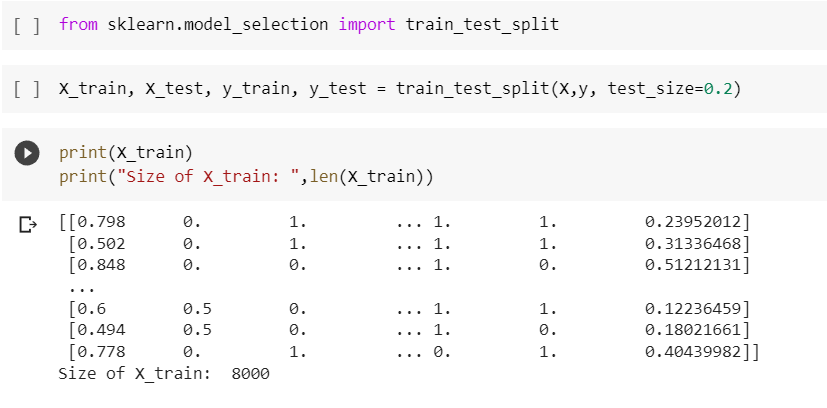 [ ] from sklearn.model_selection import train_test_split
[ ] X_train, X_test, y_train, y_test = train_test_split(X,y, test_size=0.2)
print(X_train)
print("Size of X_train: ",len(X_train))
[[0.798 0. 1. ... 1. 1. 0.23952012]
[0.502 0. 1. ... 1. 1. 0.31336468]
[0.848 0. 0. ... 1. 0. 0.51212131]
...
[0.6 0.5 0. ... 1. 1. 0.12236459]
[0.494 0.5 0. ... 1. 0. 0.18021661]
[0.778 0. 1. ... 0. 1. 0.40439982]]
Size of X_train:  8000